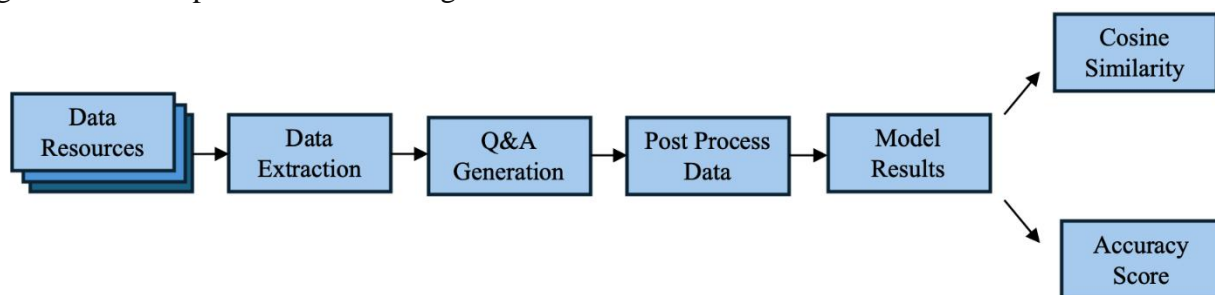 Data
Resources
Data
Extraction
Q&A
Generation
Post Process
Data
Model
Results
Cosine
Similarity
Accuracy
Score